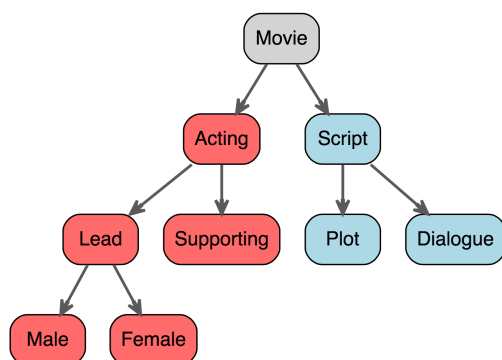 Movie
Acting
Script
Lead
Supporting
Plot
Dialogue
Male
Female